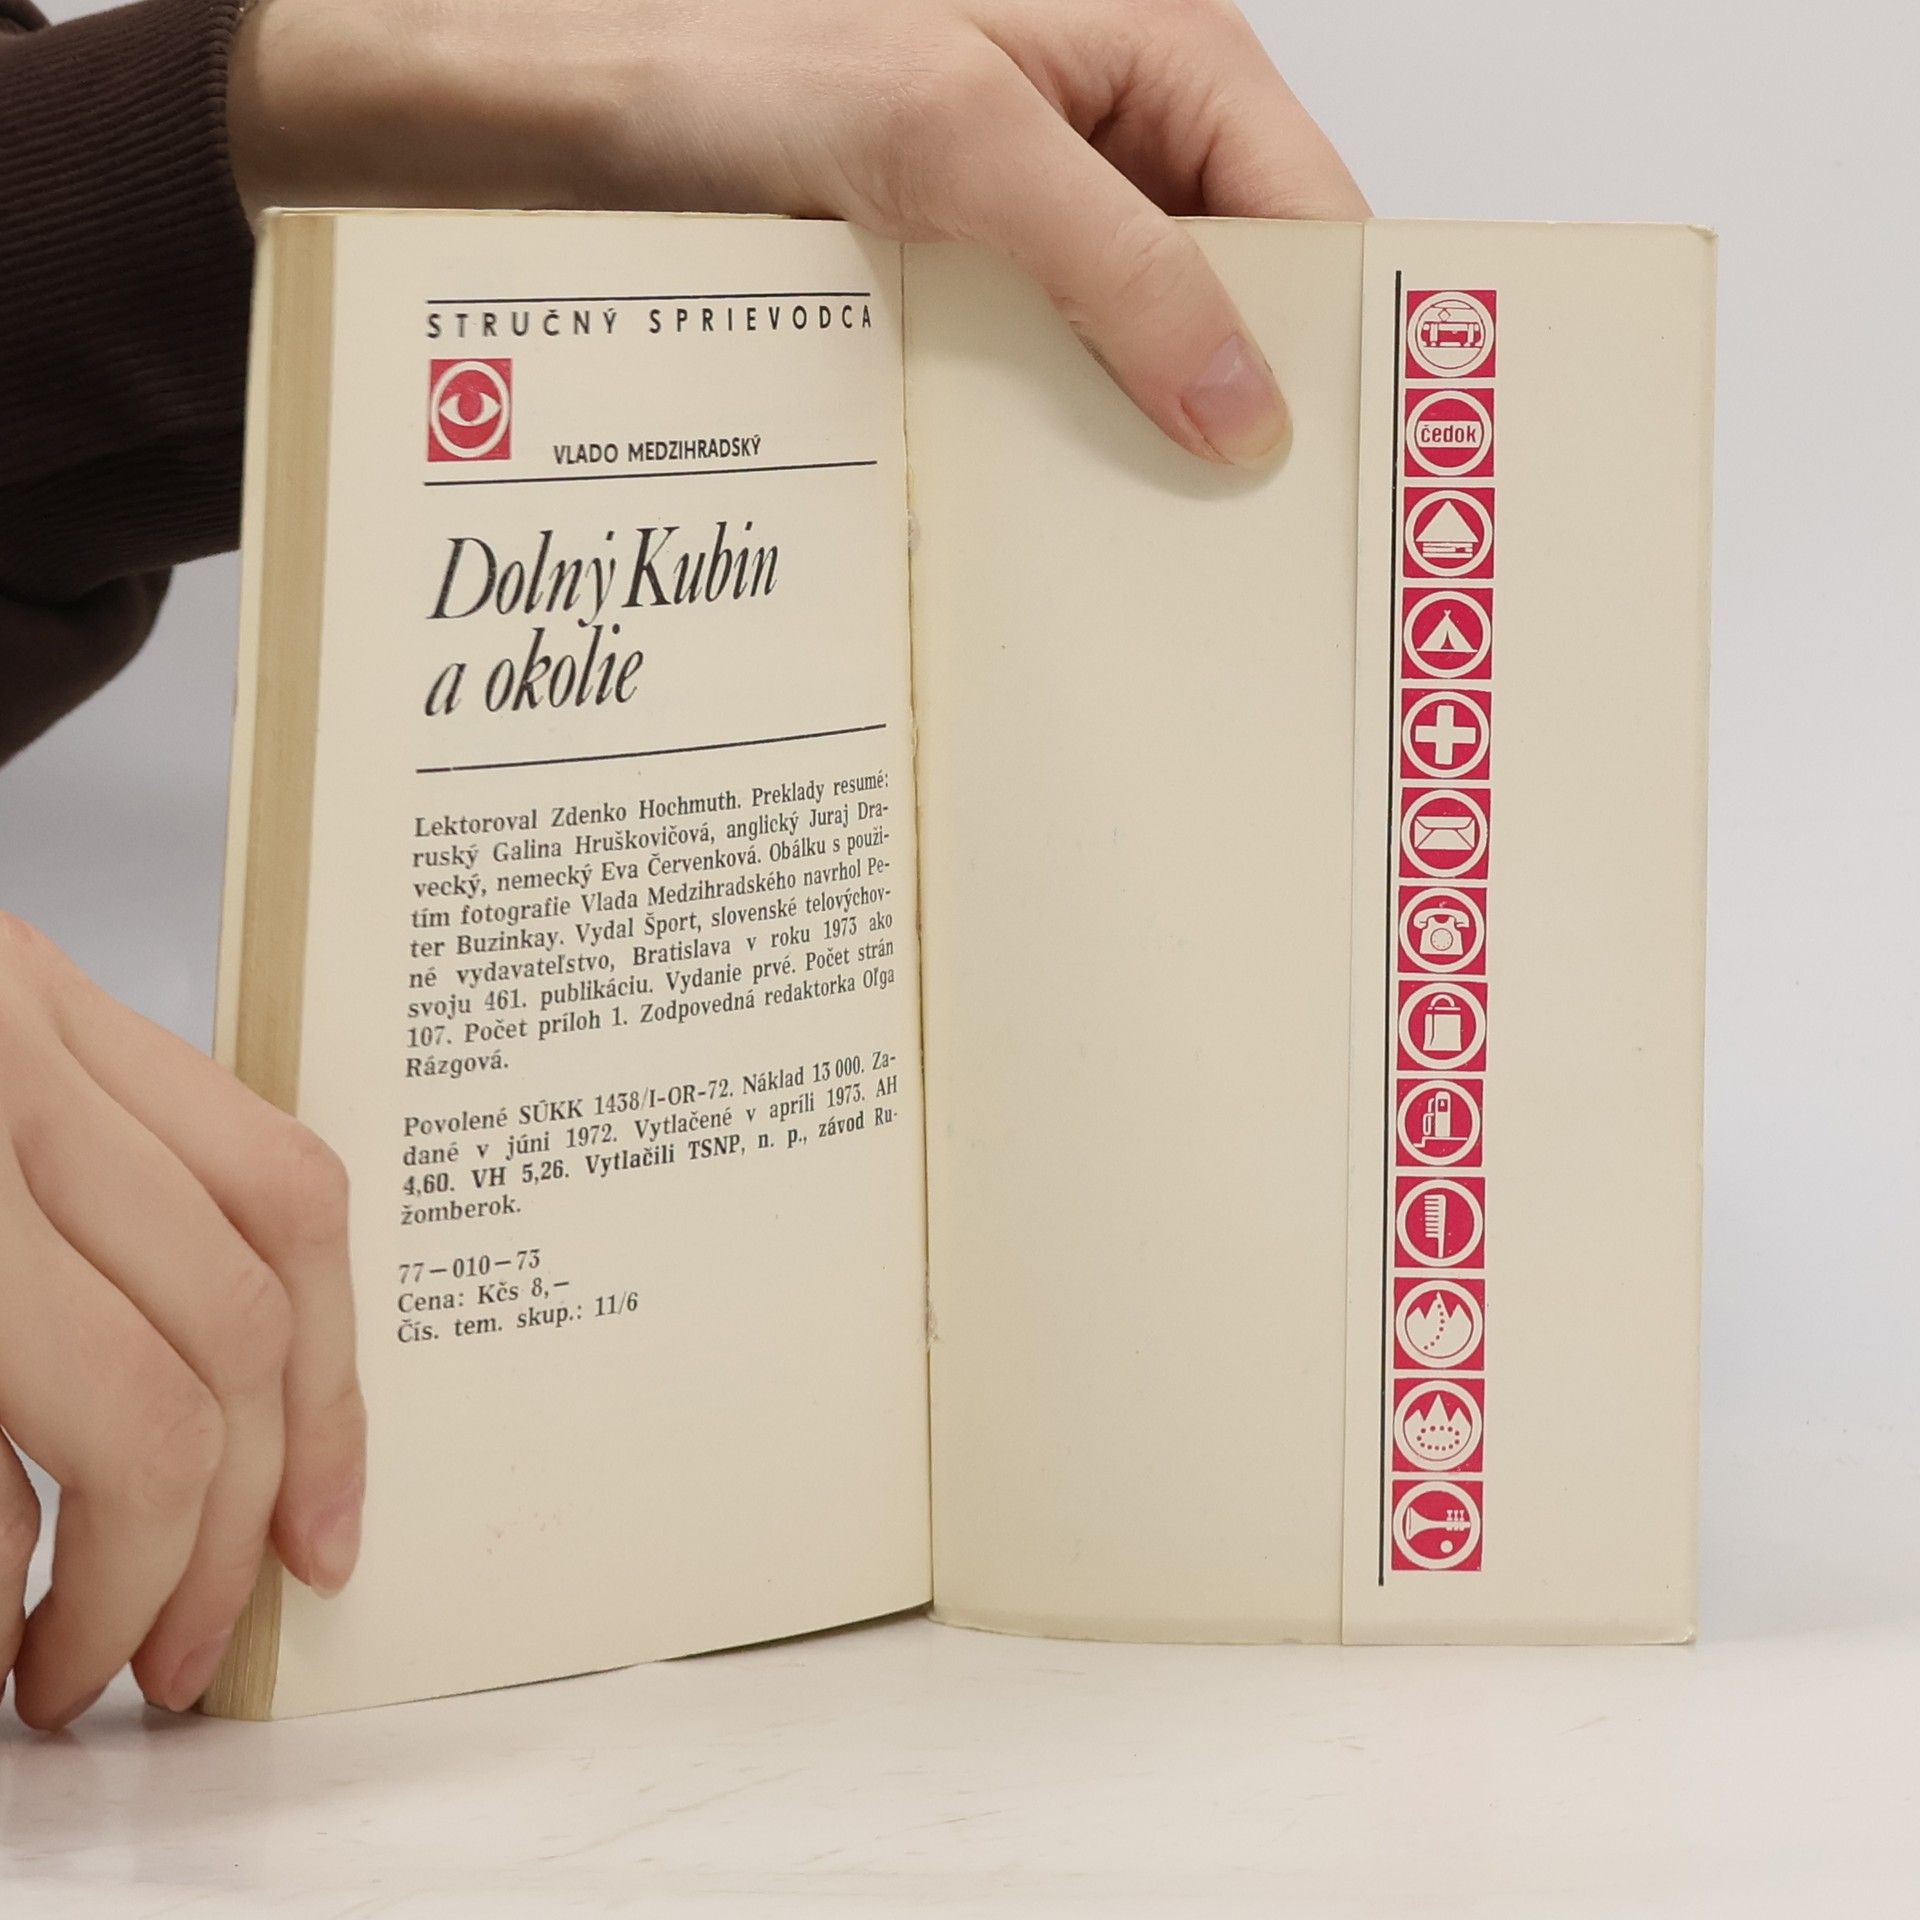 STRUČNÝ SPRIEVODCA
VLADO MEDZIHRADSKÝ
Dolný Kubin
a okolie
Lektoroval Zdenko Hochmuth. Preklady resumé:
ruský Galina Hruškovičová, anglický Juraj Dra-
vecký, nemecký Eva Červenková. Obálku s použi-
tím fotografie Vlada Medzihradského navrhol Pe-
ter Buzinkay. Vydal Šport, slovenské telovýchov-
né vydavateľstvo, Bratislava v roku 1973 ako
svoju 461. publikáciu. Vydanie prvé. Počet strán
107. Počet príloh 1. Zodpovedná redaktorka Oľga
Rázgová.
Povolené SÚKK 1438/I-OR-72. Náklad 13 000. Za-
dané v júni 1972. Vytlačené v apríli 1973. AH
4,60. VH 5,26. Vytlačili TSNP, n. p., závod Ru-
žomberok.
77—010—73
Cena: Kčs 8,—
Čís. tem. skup.: 11/6
čedok